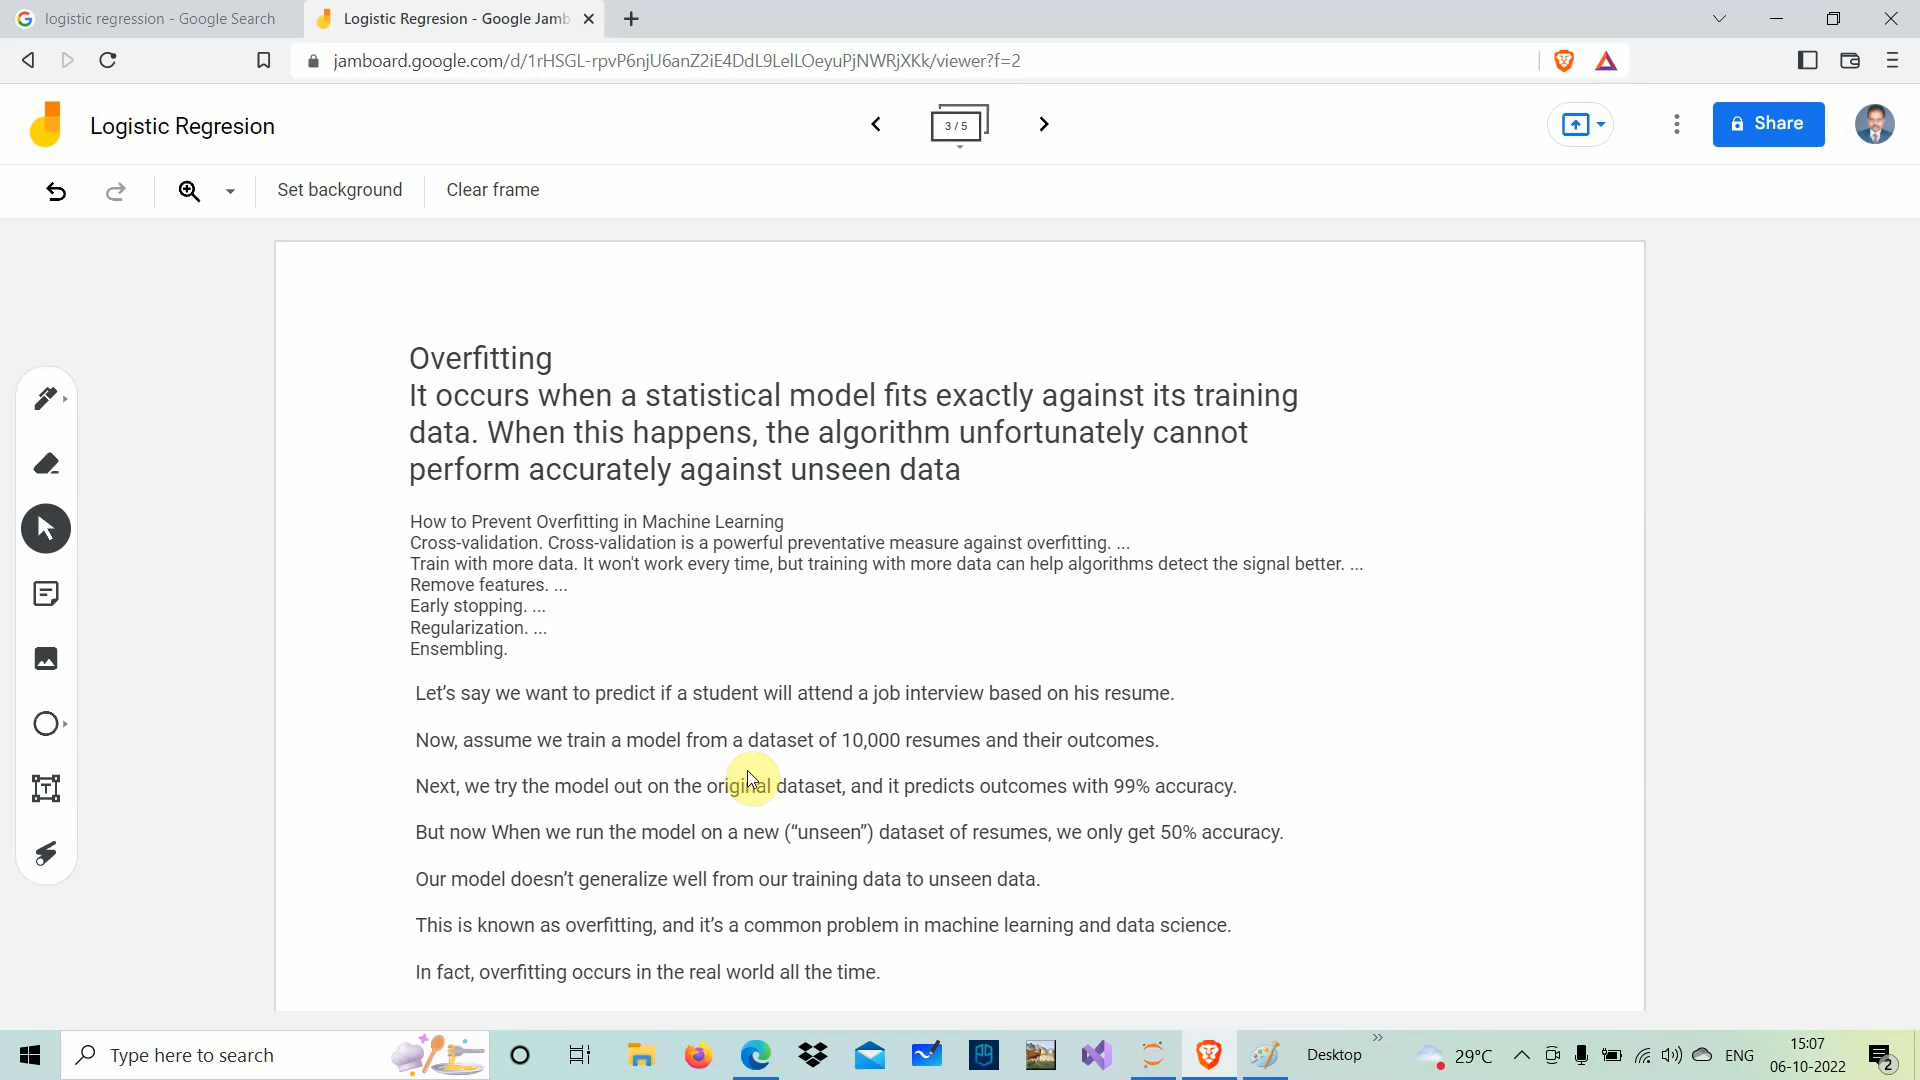 logistic regression - Google Search
Logistic Regresion - Google Jamb
jamboard.google.com/d/1rHSGL-rpvP6njU6anZ2iE4DdL9LelLOeyuPjNWRjXKk/viewer?f=2
Logistic Regresion
3 / 5
Share
Set background
Clear frame
Overfitting
It occurs when a statistical model fits exactly against its training
data. When this happens, the algorithm unfortunately cannot
perform accurately against unseen data
How to Prevent Overfitting in Machine Learning
Cross-validation. Cross-validation is a powerful preventative measure against overfitting. ...
Train with more data. It won't work every time, but training with more data can help algorithms detect the signal better. ...
Remove features. ...
Early stopping. ...
Regularization. ...
Ensembling.
Let's say we want to predict if a student will attend a job interview based on his resume.
Now, assume we train a model from a dataset of 10,000 resumes and their outcomes.
Next, we try the model out on the original dataset, and it predicts outcomes with 99% accuracy.
But now When we run the model on a new (“unseen”) dataset of resumes, we only get 50% accuracy.
Our model doesn't generalize well from our training data to unseen data.
This is known as overfitting, and it's a common problem in machine learning and data science.
In fact, overfitting occurs in the real world all the time.
Type here to search
Desktop
29°C
ENG
15:07
06-10-2022
2